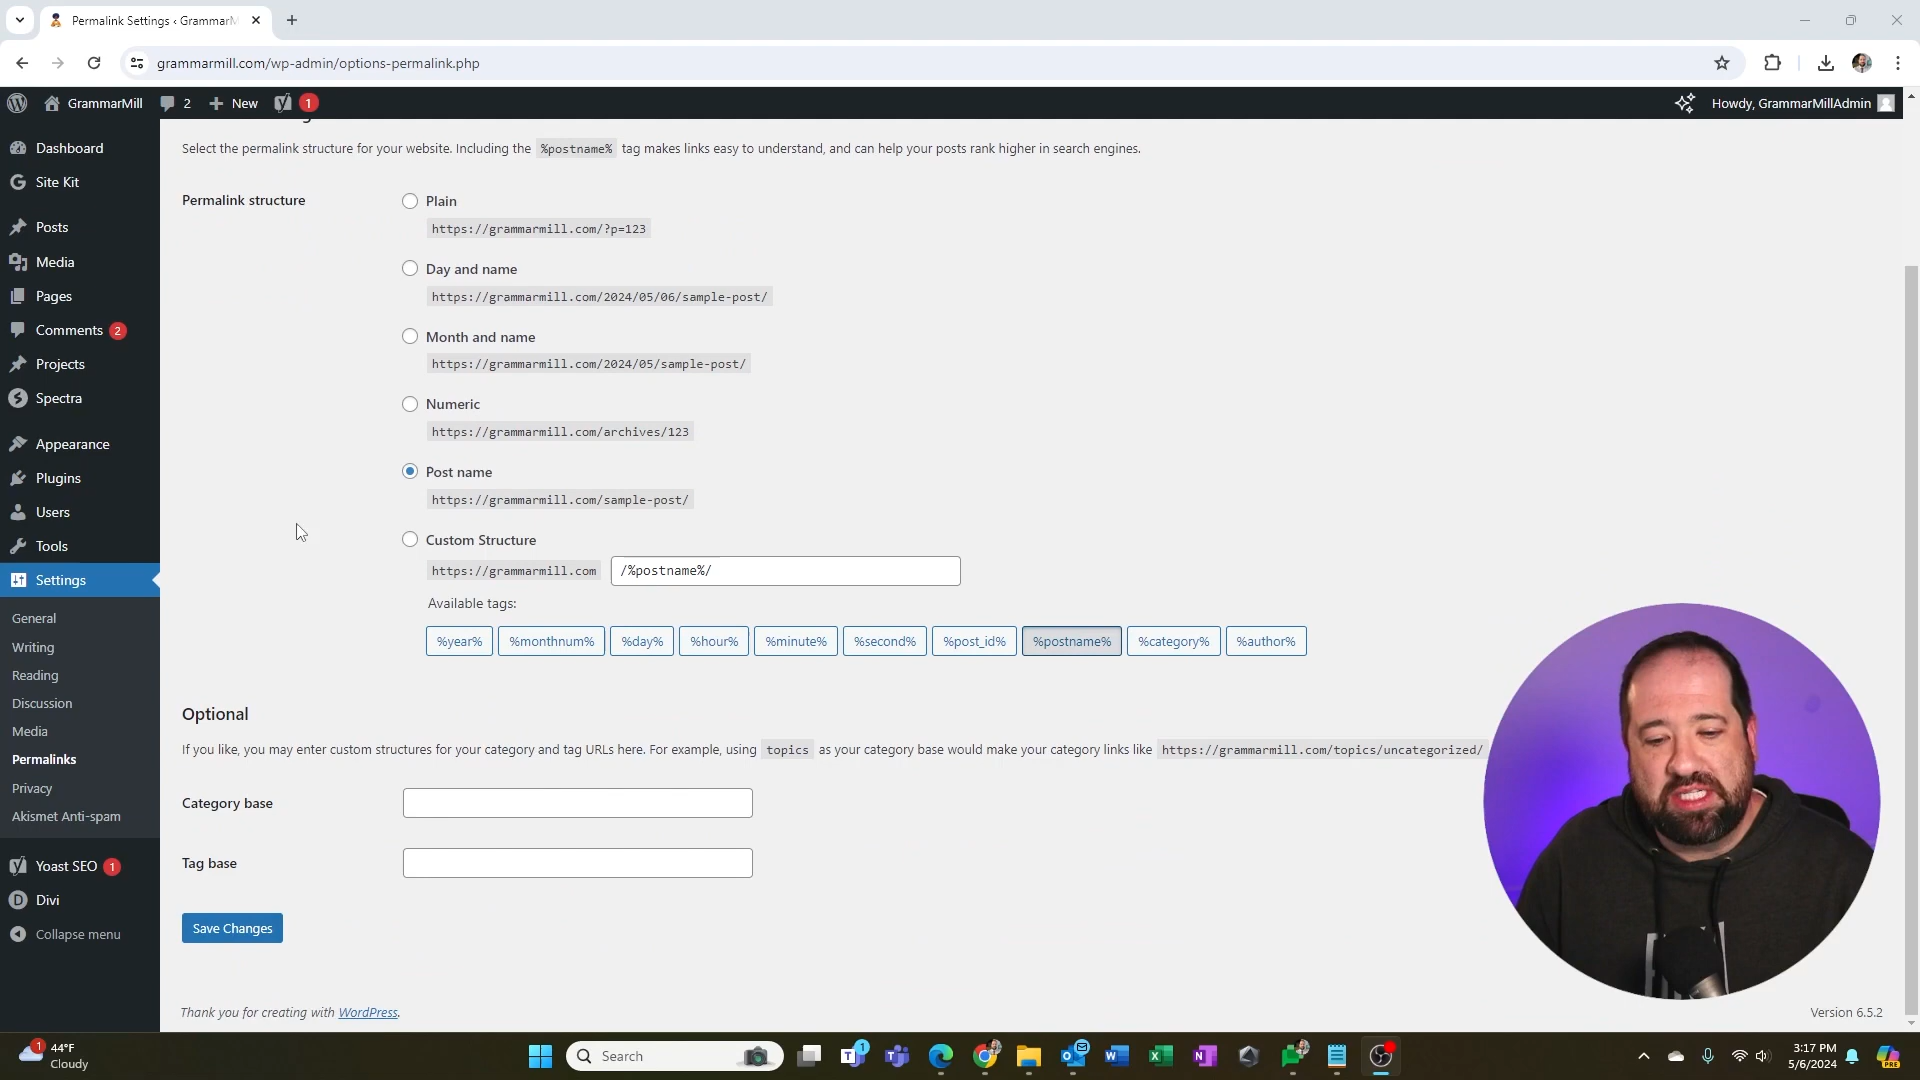 Permalink Settings ‹ GrammarM
grammarmill.com/wp-admin/options-permalink.php
GrammarMill 2 New 1
Howdy, GrammarMillAdmin
Dashboard
Site Kit
Posts
Media
Pages
Comments 2
Projects
Spectra
Appearance
Plugins
Users
Tools
Settings
General
Writing
Reading
Discussion
Media
Permalinks
Privacy
Akismet Anti-spam
Yoast SEO 1
Divi
Collapse menu
Select the permalink structure for your website. Including the %postname% tag makes links easy to understand, and can help your posts rank higher in search engines.
Permalink structure
Plain
https://grammarmill.com/?p=123
Day and name
https://grammarmill.com/2024/05/06/sample-post/
Month and name
https://grammarmill.com/2024/05/sample-post/
Numeric
https://grammarmill.com/archives/123
Post name
https://grammarmill.com/sample-post/
Custom Structure
https://grammarmill.com /%postname%/
Available tags:
%year% %monthnum% %day% %hour% %minute% %second% %post_id% %postname% %category% %author%
Optional
If you like, you may enter custom structures for your category and tag URLs here. For example, using topics as your category base would make your category links like https://grammarmill.com/topics/uncategorized/
Category base
Tag base
Save Changes
Thank you for creating with WordPress.
Version 6.5.2
1 44°F
Cloudy
Search
1
3:17 PM
5/6/2024
PRE